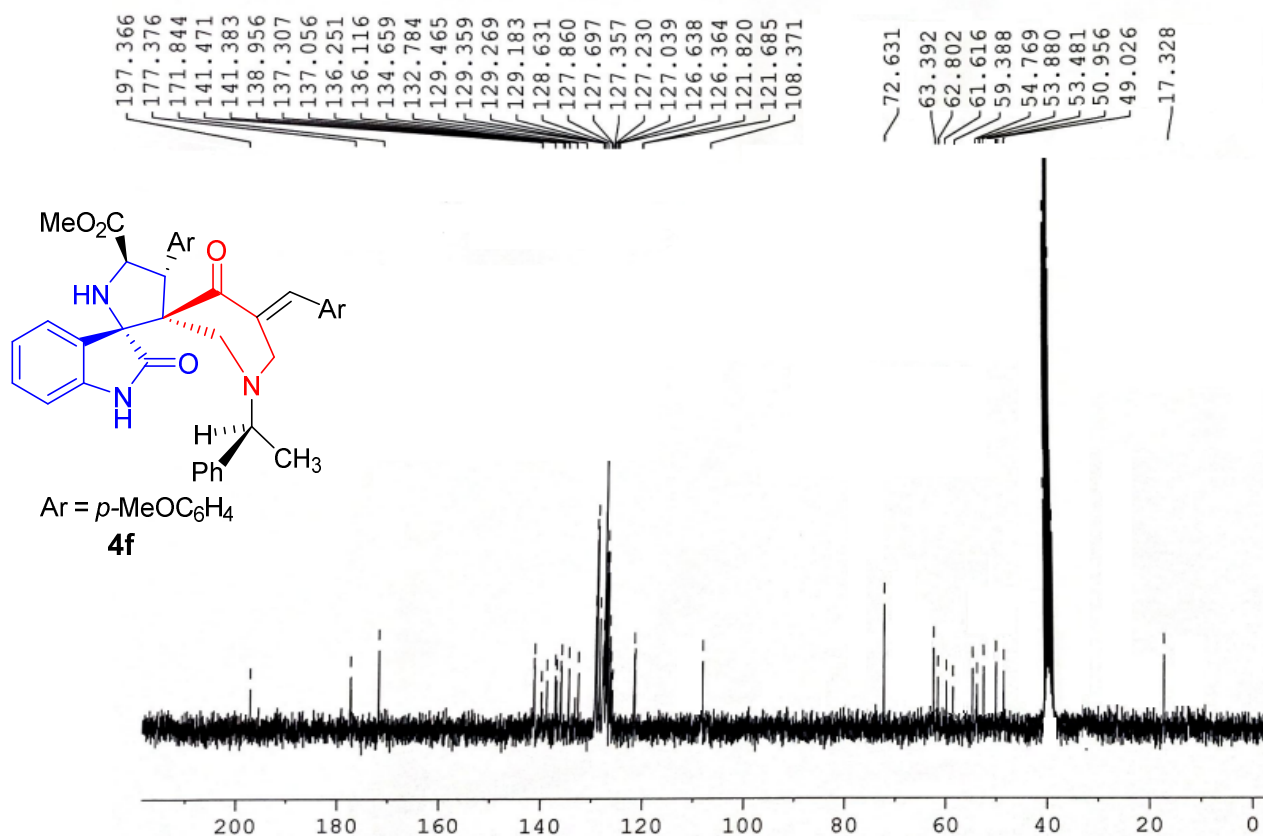 197.366
177.376
171.844
141.471
141.383
138.956
137.307
137.056
136.251
136.116
134.659
132.784
129.465
129.359
129.269
129.183
128.631
127.860
127.697
127.357
127.230
127.039
126.638
126.364
121.820
121.685
108.371
72.631
63.392
62.802
61.616
59.388
54.769
53.880
53.481
50.956
49.026
17.328
MeO₂C
Ar
O
HN
Ar
O
N
H
N
H
Ph
CH₃
Ar = p-MeOC₆H₄
4f
200 180 160 140 120 100 80 60 40 20 0